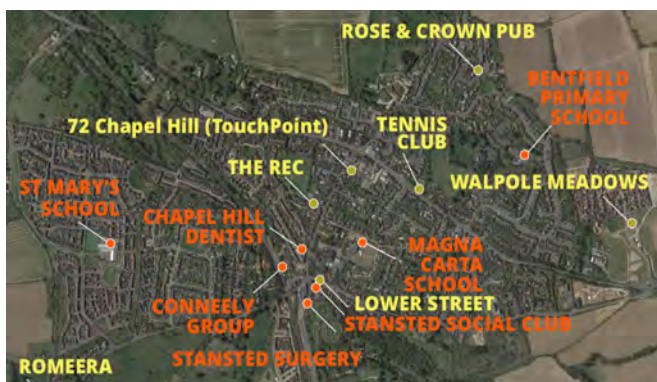 ROSE & CROWN PUB
BENTFIELD
PRIMARY
SCHOOL
72 Chapel Hill (TouchPoint)
TENNIS
CLUB
THE REC
WALPOLE MEADOWS
ST MARY'S
SCHOOL
CHAPEL HILL
DENTIST
MAGNA
CARTA
SCHOOL
CONNEELY
GROUP
LOWER STREET
STANSTED SOCIAL CLUB
STANSTED SURGERY
ROMEERA